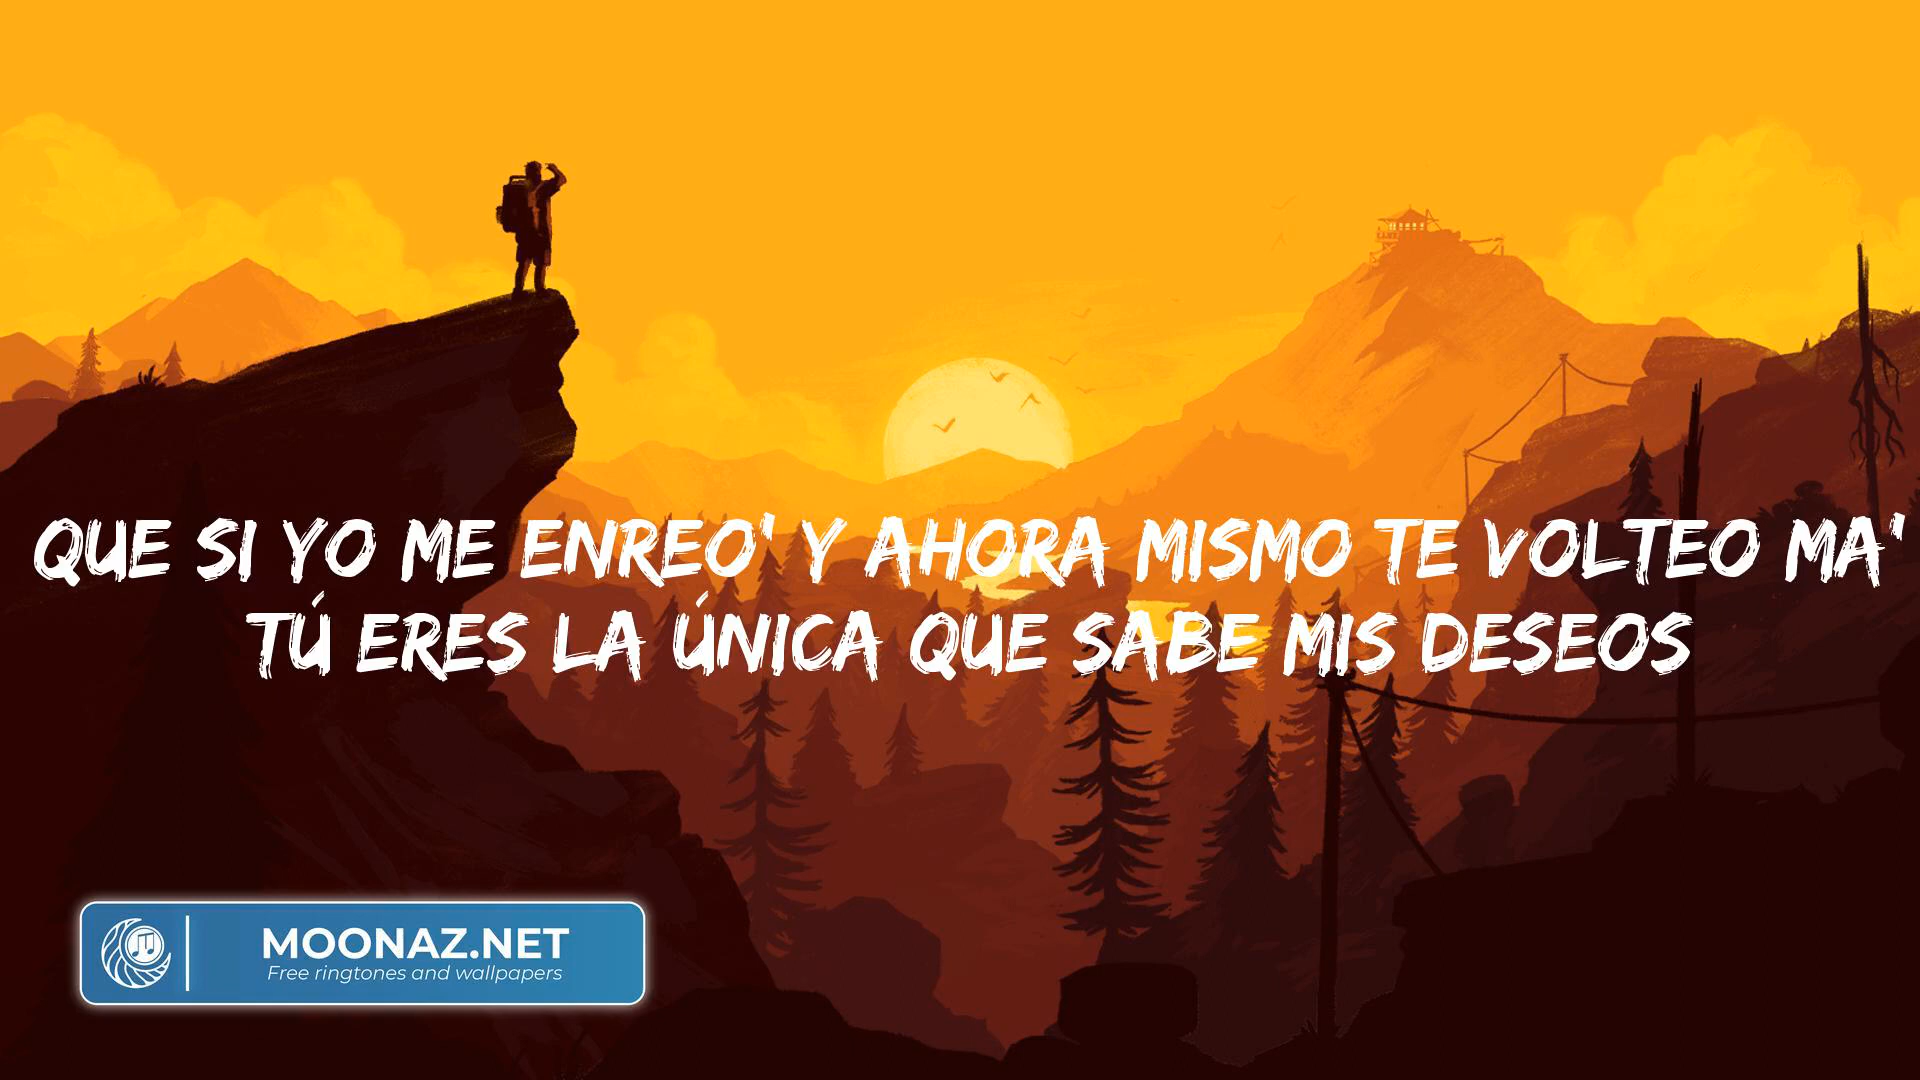 QUE SI YO ME ENREO' Y AHORA MISMO TE VOLTEO MA'
TÚ ERES LA ÚNICA QUE SABE MIS DESEOS
MOONAZ.NET
Free ringtones and wallpapers